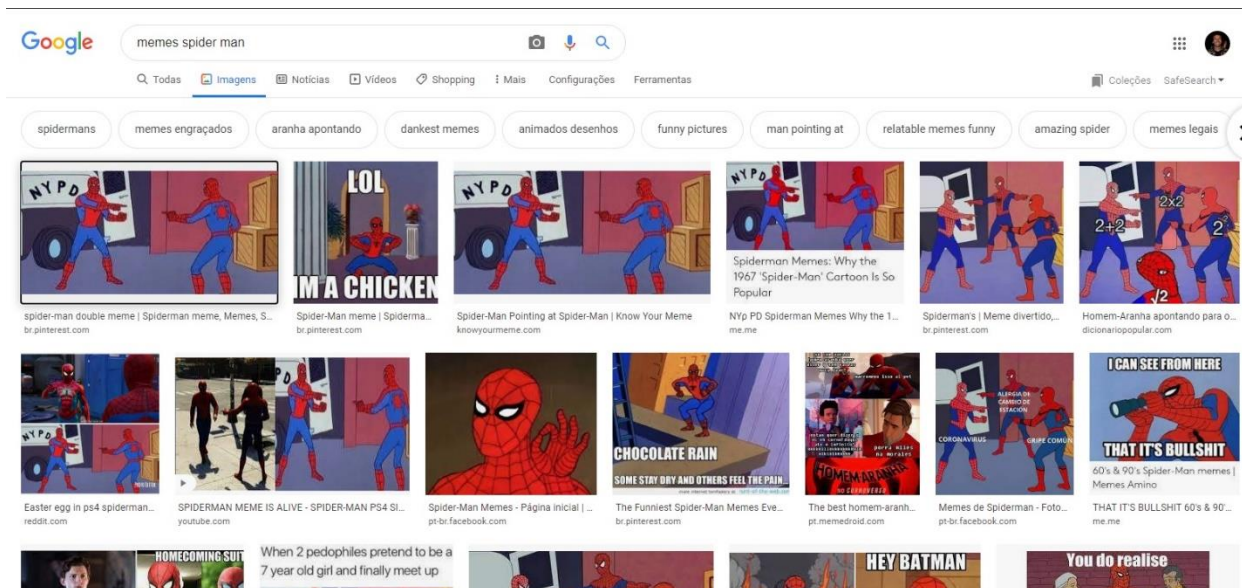 Google
memes spider man
Todas Imagens Notícias Vídeos Shopping Mais Configurações Ferramentas
Coleções SafeSearch
spidermans memes engraçados aranha apontando dankest memes animados desenhos funny pictures man pointing at relatable memes funny amazing spider memes legais
NYPD
LOL
IM A CHICKEN
NYPD
NYPD
Spiderman Memes: Why the
1967 'Spider-Man' Cartoon Is So
Popular
2x2
2+2
2²
√2
spider-man double meme | Spiderman meme, Memes, S...
br.pinterest.com
Spider-Man meme | Spiderma...
br.pinterest.com
Spider-Man Pointing at Spider-Man | Know Your Meme
knowyourmeme.com
NYp PD Spiderman Memes Why the 1...
me.me
Spiderman's | Meme divertido,...
br.pinterest.com
Homem-Aranha apontando para o...
dicionariopopular.com
NYPD
PD
CHOCOLATE RAIN
SOME STAY DRY AND OTHERS FEEL THE PAIN
porra miles
HOMEM ARANHA
ALERGIA DE
CAMBIO DE
ESTACIÓN
CORONAVIRUS
GRIPE COMÚN
I CAN SEE FROM HERE
THAT IT'S BULLSHIT
60's & 90's Spider-Man memes |
Memes Amino
Easter egg in ps4 spiderman...
reddit.com
SPIDERMAN MEME IS ALIVE - SPIDER-MAN PS4 SI...
youtube.com
Spider-Man Memes - Página inicial | ...
pt-br.facebook.com
The Funniest Spider-Man Memes Eve...
br.pinterest.com
The best homem-aranh...
pt.memedroid.com
Memes de Spiderman - Foto...
pt-br.facebook.com
THAT IT'S BULLSHIT 60's & 90'...
me.me
HOMECOMING SUIT
When 2 pedophiles pretend to be a
7 year old girl and finally meet up
HEY BATMAN
You do realise